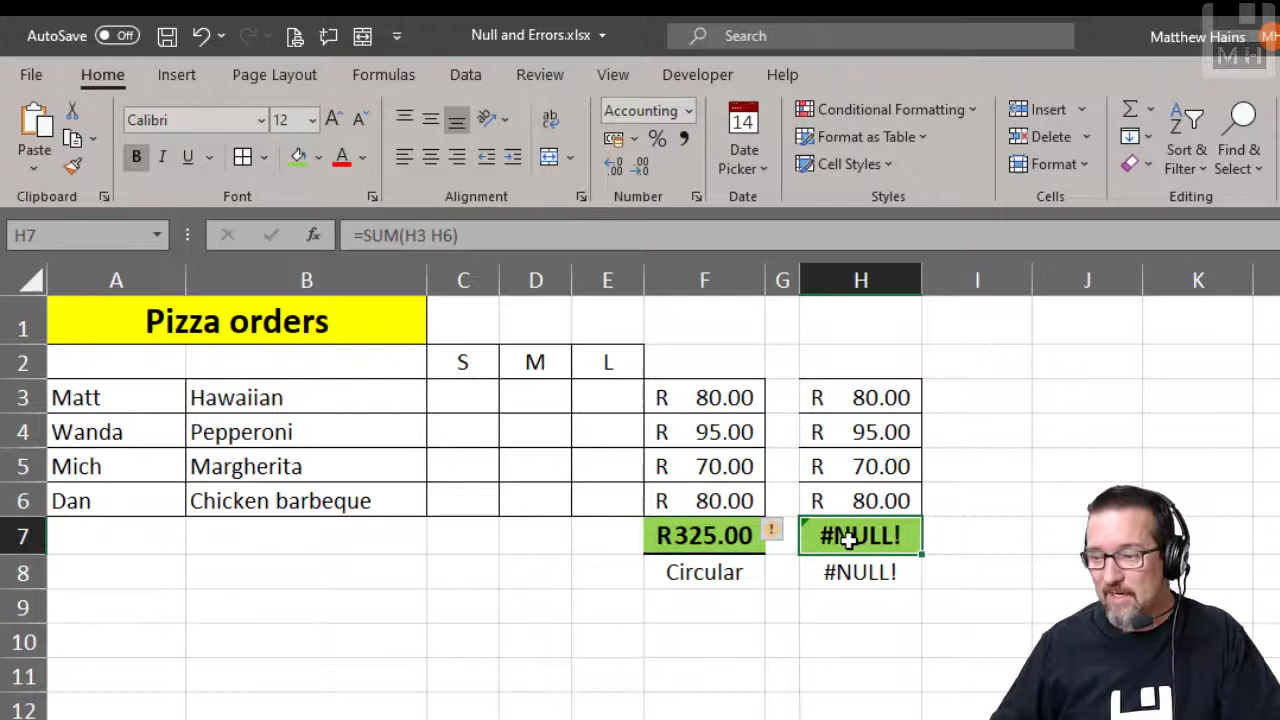 AutoSave Off Null and Errors.xlsx Search Matthew Hains MH
MH
File Home Insert Page Layout Formulas Data Review View Developer Help
Paste Calibri 12 Accounting 14 Conditional Formatting Insert
B I U A % Date Picker Format as Table Delete Sort & Filter Find & Select
Cell Styles Format
Clipboard Font Alignment Number Date Styles Cells Editing
H7 fx =SUM(H3 H6)
A B C D E F G H I J K
1 Pizza orders
2 S M L
3 Matt Hawaiian R 80.00 R 80.00
4 Wanda Pepperoni R 95.00 R 95.00
5 Mich Margherita R 70.00 R 70.00
6 Dan Chicken barbeque R 80.00 R 80.00
7 R325.00 ! #NULL!
8 Circular #NULL!
9
10
11
12